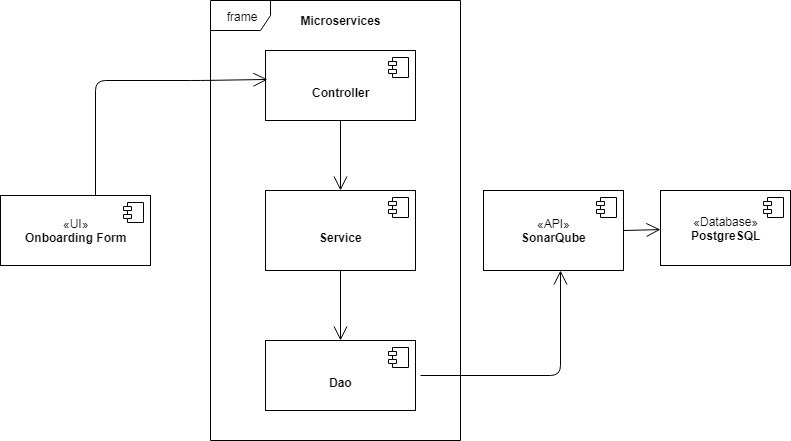 frame
Microservices
Controller
«UI»
Onboarding Form
Service
«API»
SonarQube
«Database»
PostgreSQL
Dao